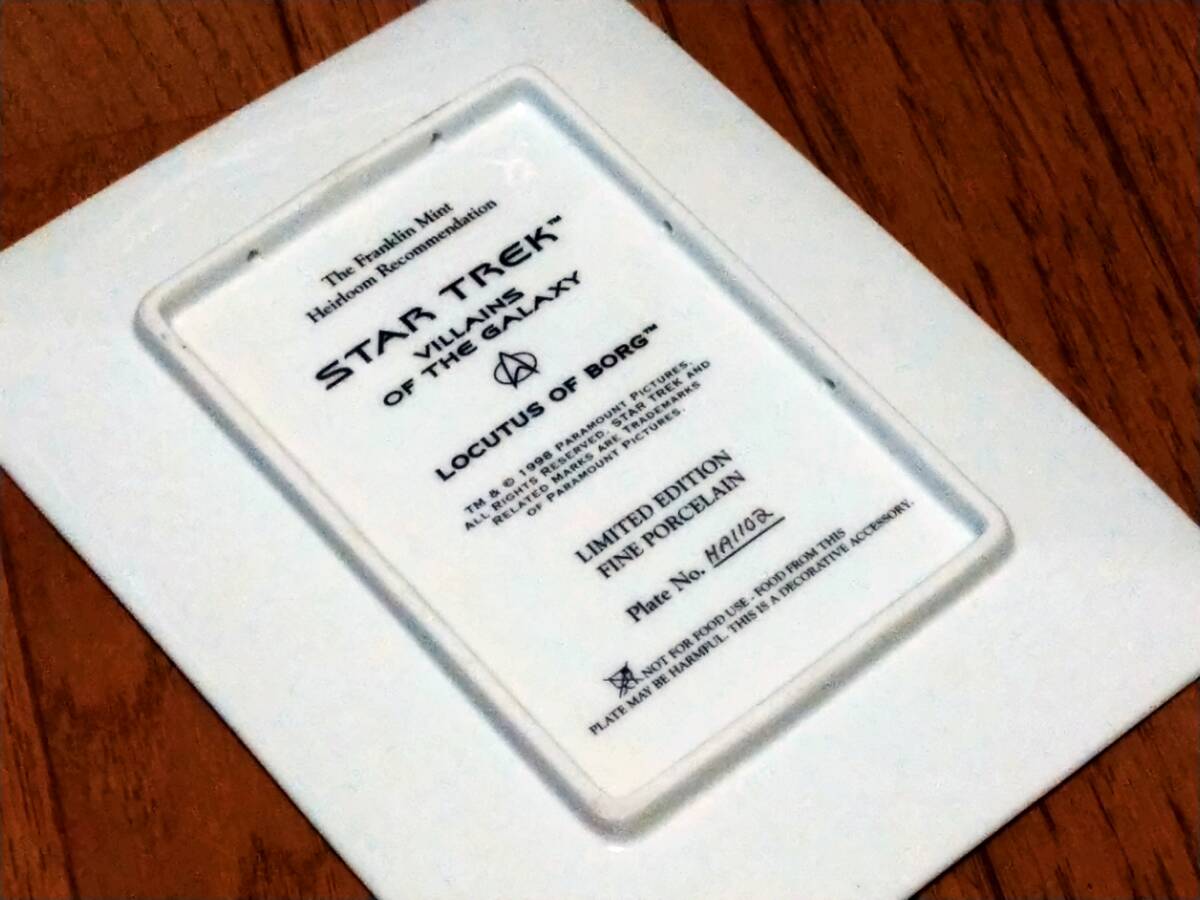 The Franklin Mint
Heirloom Recommendation
STAR TREK™
VILLAINS
OF THE GALAXY
LOCUTUS OF BORG™
TM & © 1998 PARAMOUNT PICTURES.
ALL RIGHTS RESERVED. STAR TREK AND
RELATED MARKS ARE TRADEMARKS
OF PARAMOUNT PICTURES.
LIMITED EDITION
FINE PORCELAIN
Plate No. HA1102
NOT FOR FOOD USE - FOOD FROM THIS
PLATE MAY BE HARMFUL. THIS IS A DECORATIVE ACCESSORY.